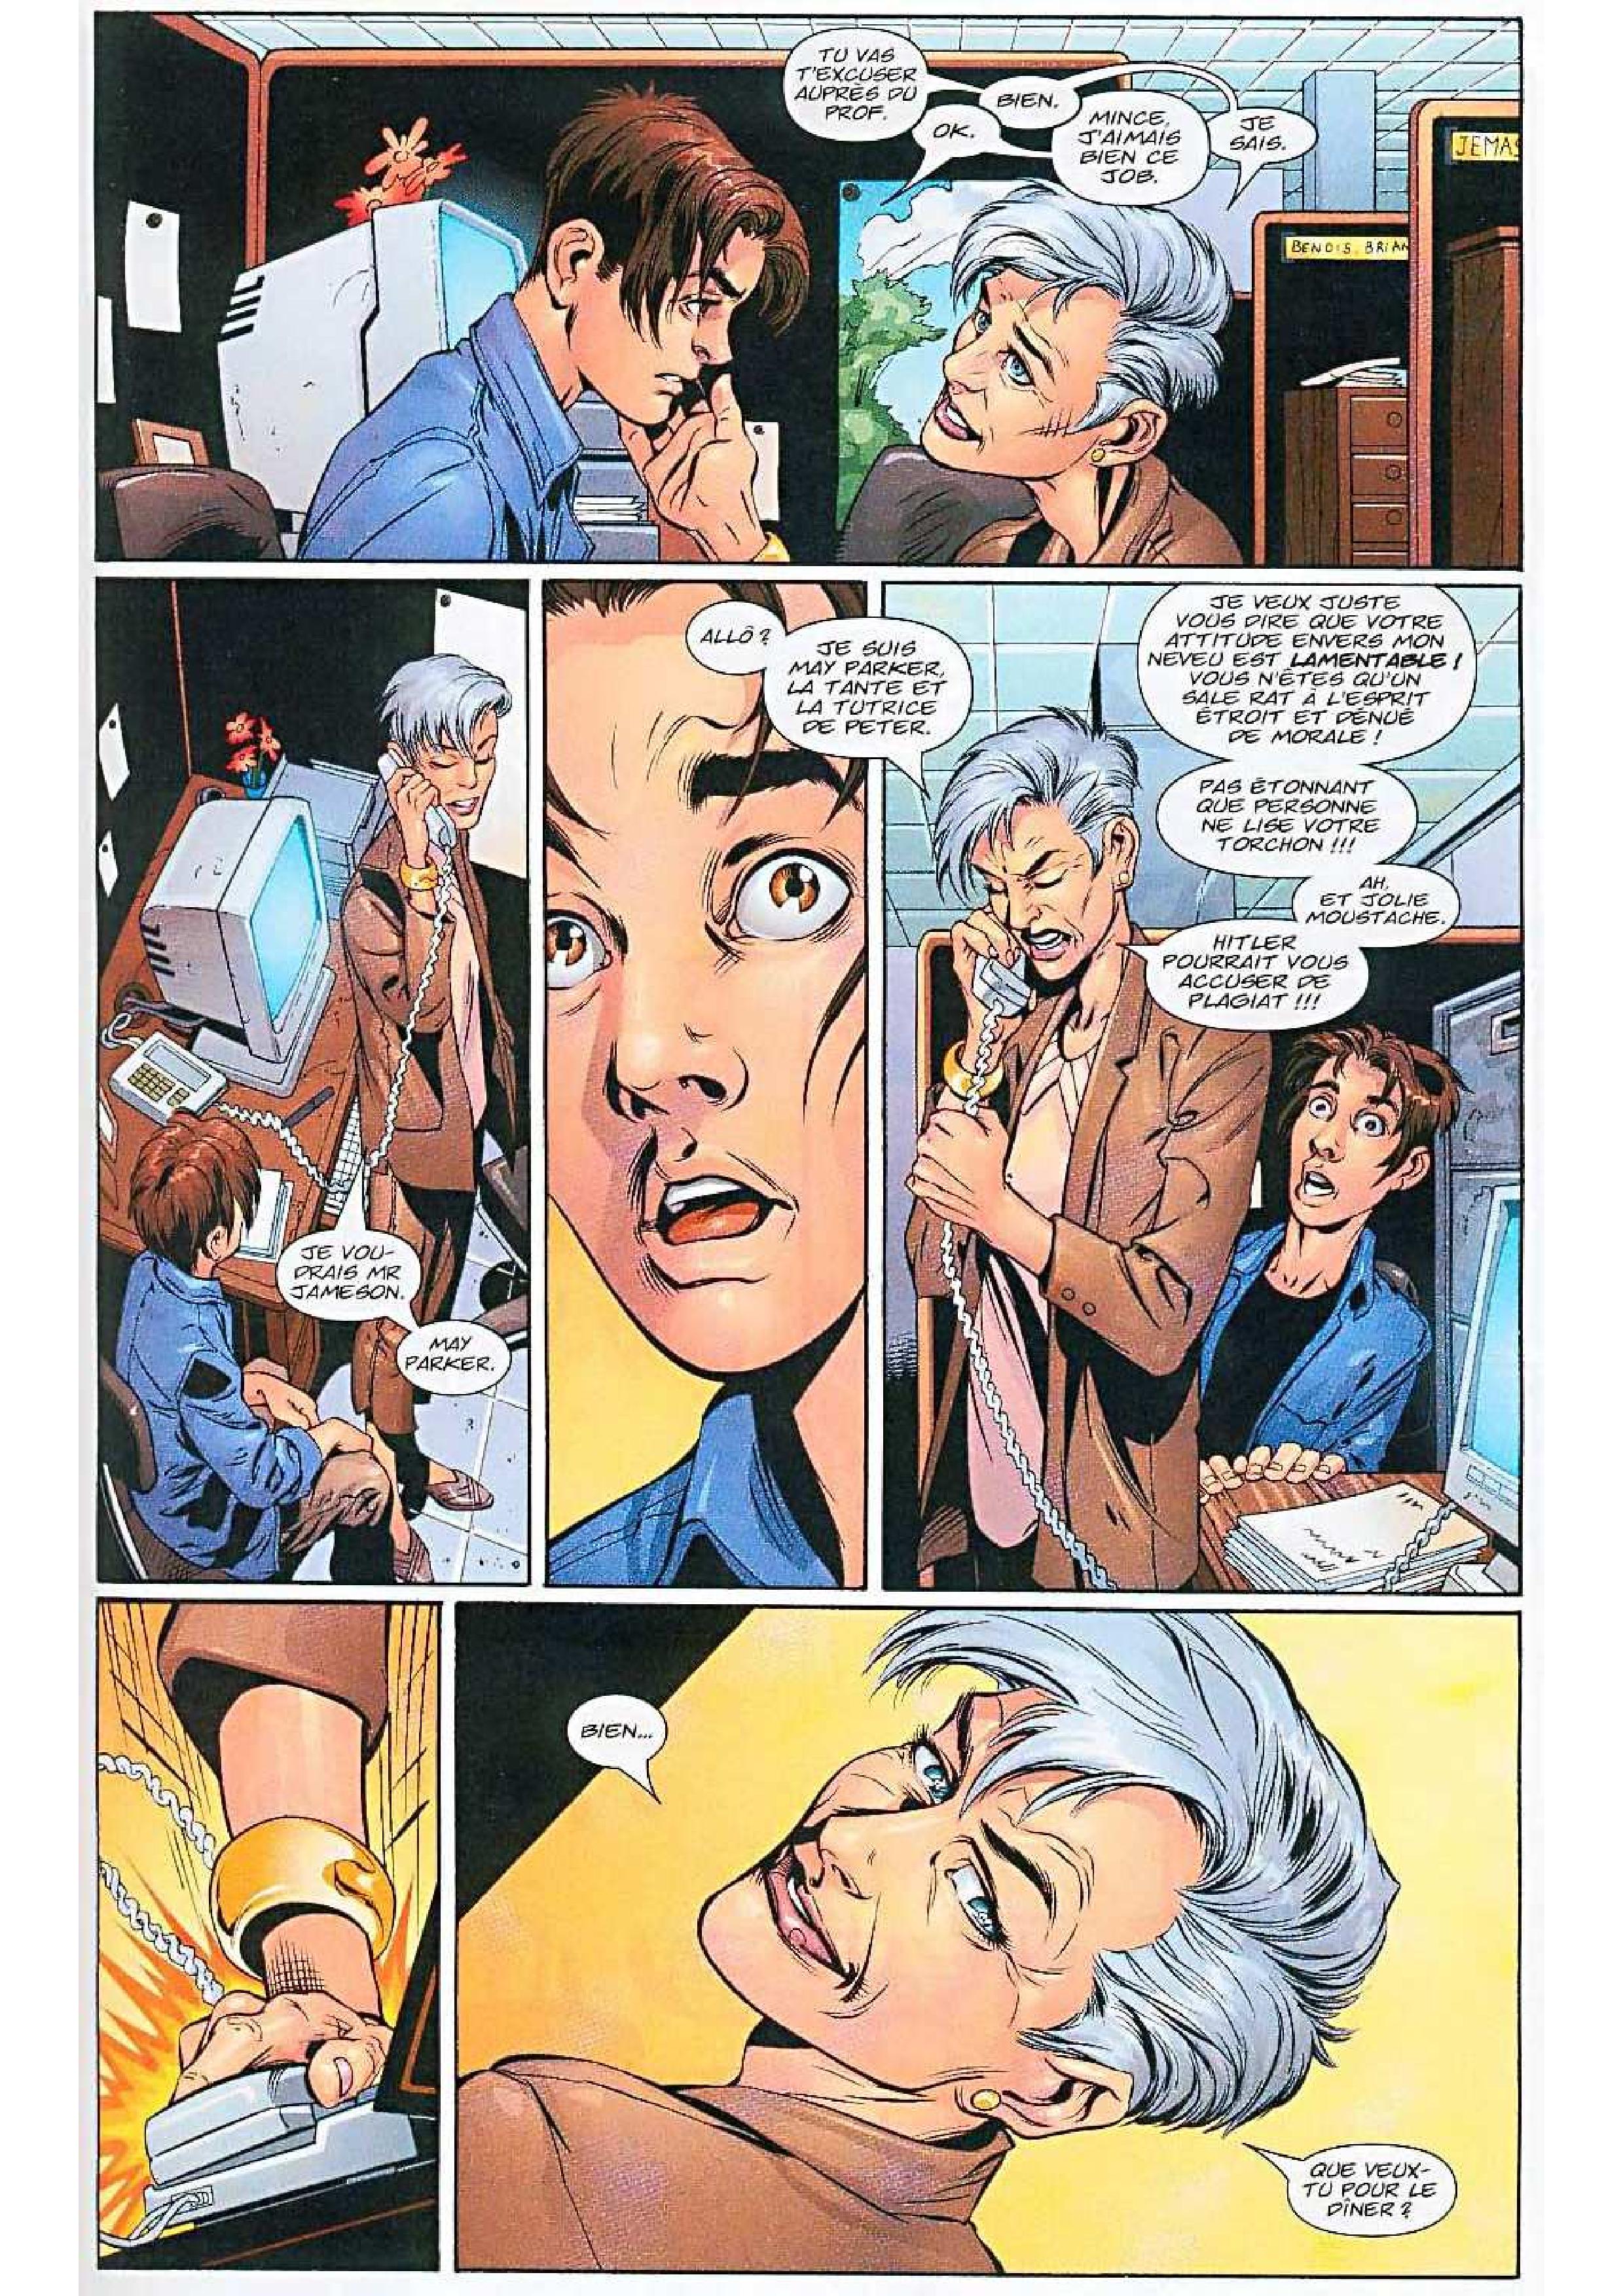 TU VAS
T'EXCUSER
AUPRÈS DU
PROF.
OK.
BIEN.
MINCE,
J'AIMAIS
BIEN CE
JOB.
JE
SAIS.
JEMAS
BENDIS, BRIAN
JE VOU-
DRAIS MR
JAMESON.
MAY
PARKER.
ALLÔ ?
JE SUIS
MAY PARKER,
LA TANTE ET
LA TUTRICE
DE PETER.
JE VEUX JUSTE
VOUS DIRE QUE VOTRE
ATTITUDE ENVERS MON
NEVEU EST LAMENTABLE !
VOUS N'ÊTES QU'UN
SALE RAT À L'ESPRIT
ÉTROIT ET DÉNUÉ
DE MORALE !
PAS ÉTONNANT
QUE PERSONNE
NE LISE VOTRE
TORCHON !!!
AH,
ET JOLIE
MOUSTACHE.
HITLER
POURRAIT VOUS
ACCUSER DE
PLAGIAT !!!
BIEN...
QUE VEUX-
TU POUR LE
DÎNER ?